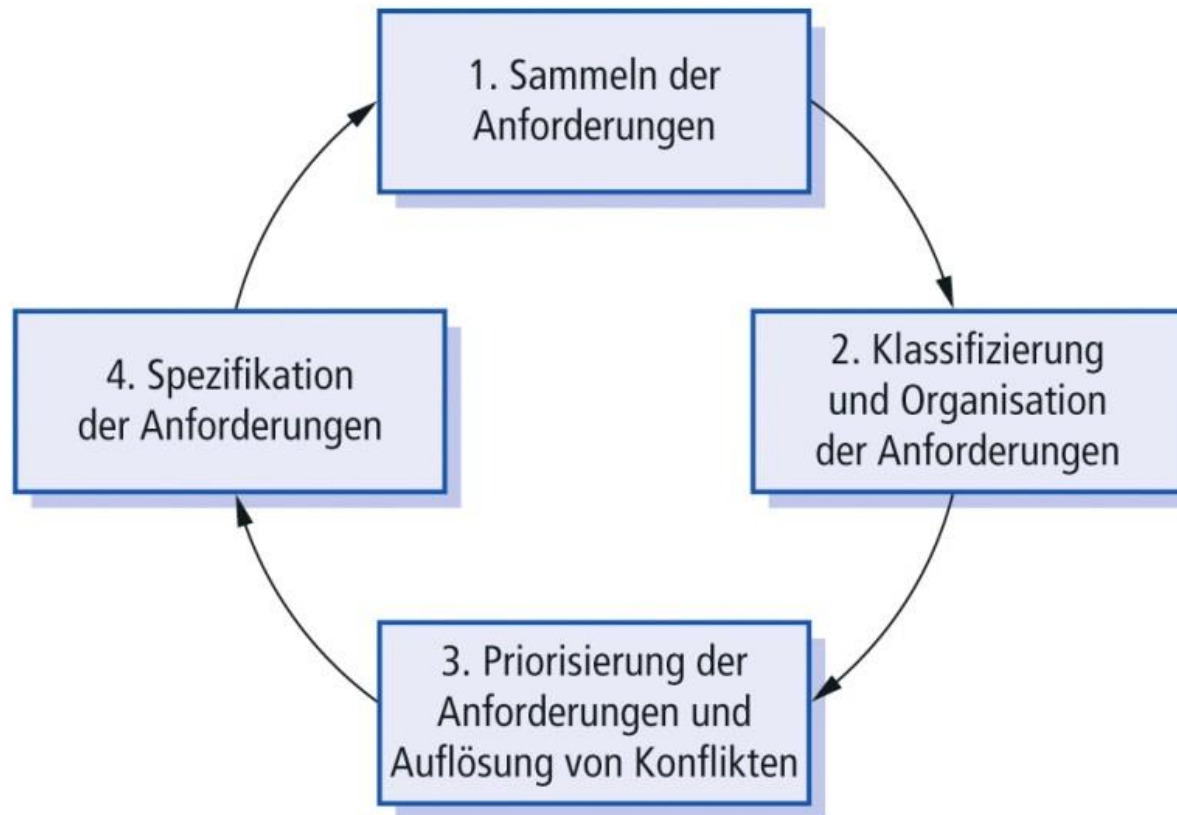 1. Sammeln der
Anforderungen
2. Klassifizierung
und Organisation
der Anforderungen
3. Priorisierung der
Anforderungen und
Auflösung von Konflikten
4. Spezifikation
der Anforderungen